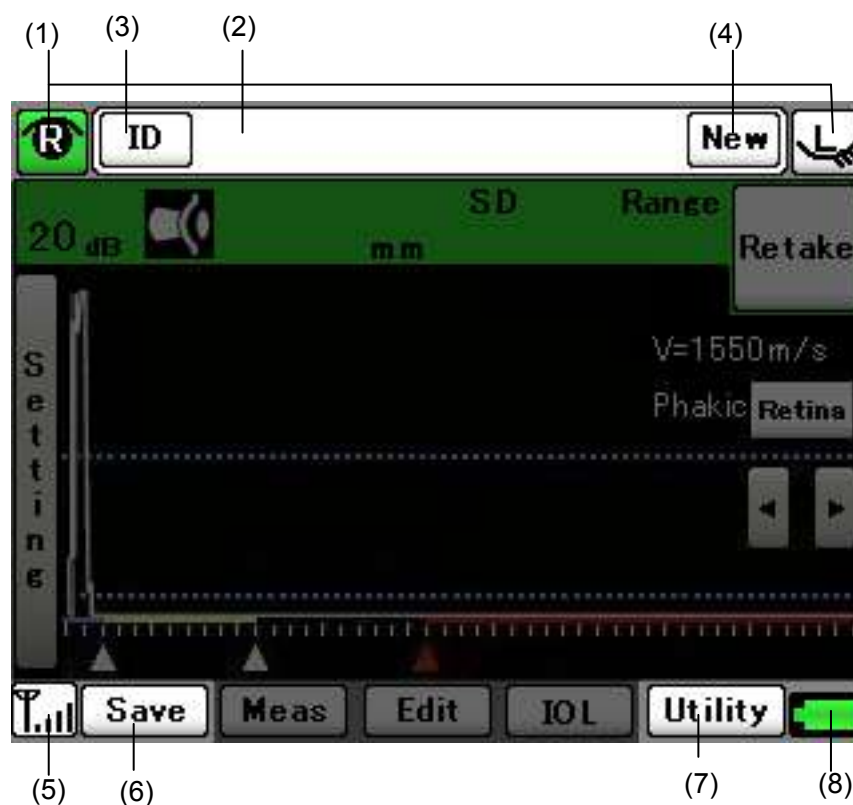 (1) (3) (2) (4)
R ID New L
SD Range
20 dB mm Retake
V=1550m/s
Setting
Phakic Retina
Save Meas Edit IOL Utility
(5) (6) (7) (8)